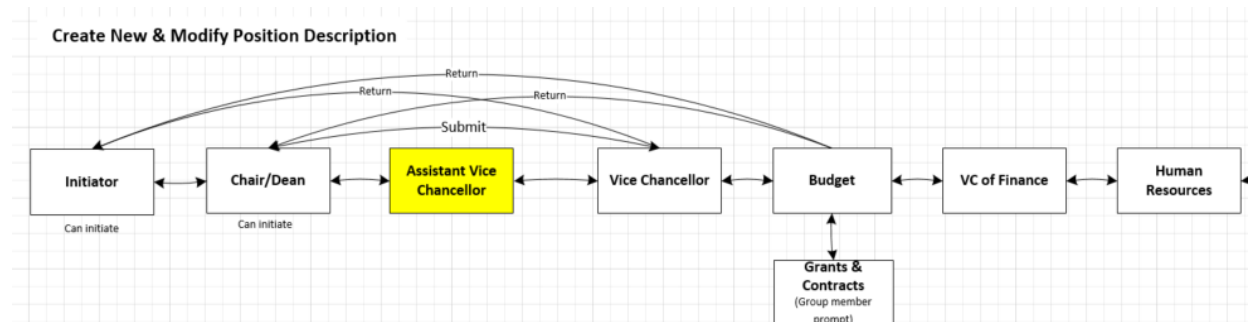 Create New & Modify Position Description
Return
Return
Return
Submit
Initiator
Chair/Dean
Assistant Vice
Chancellor
Vice Chancellor
Budget
VC of Finance
Human
Resources
Can initiate
Can initiate
Grants &
Contracts
(Group member
prompt)